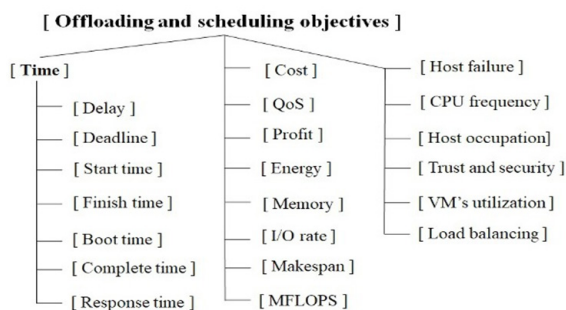 [ Offloading and scheduling objectives ]
[ Time ]
[ Delay ]
[ Deadline ]
[ Start time ]
[ Finish time ]
[ Boot time ]
[ Complete time ]
[ Response time ]
[ Cost ]
[ QoS ]
[ Profit ]
[ Energy ]
[ Memory ]
[ I/O rate ]
[ Makespan ]
[ MFLOPS ]
[ Host failure ]
[ CPU frequency ]
[ Host occupation]
[ Trust and security ]
[ VM's utilization ]
[ Load balancing ]